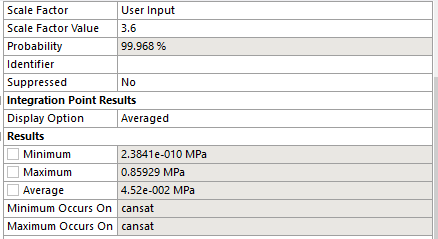 Scale Factor User Input
Scale Factor Value 3.6
Probability 99.968 %
Identifier
Suppressed No
Integration Point Results
Display Option Averaged
Results
Minimum 2.3841e-010 MPa
Maximum 0.85929 MPa
Average 4.52e-002 MPa
Minimum Occurs On cansat
Maximum Occurs On cansat